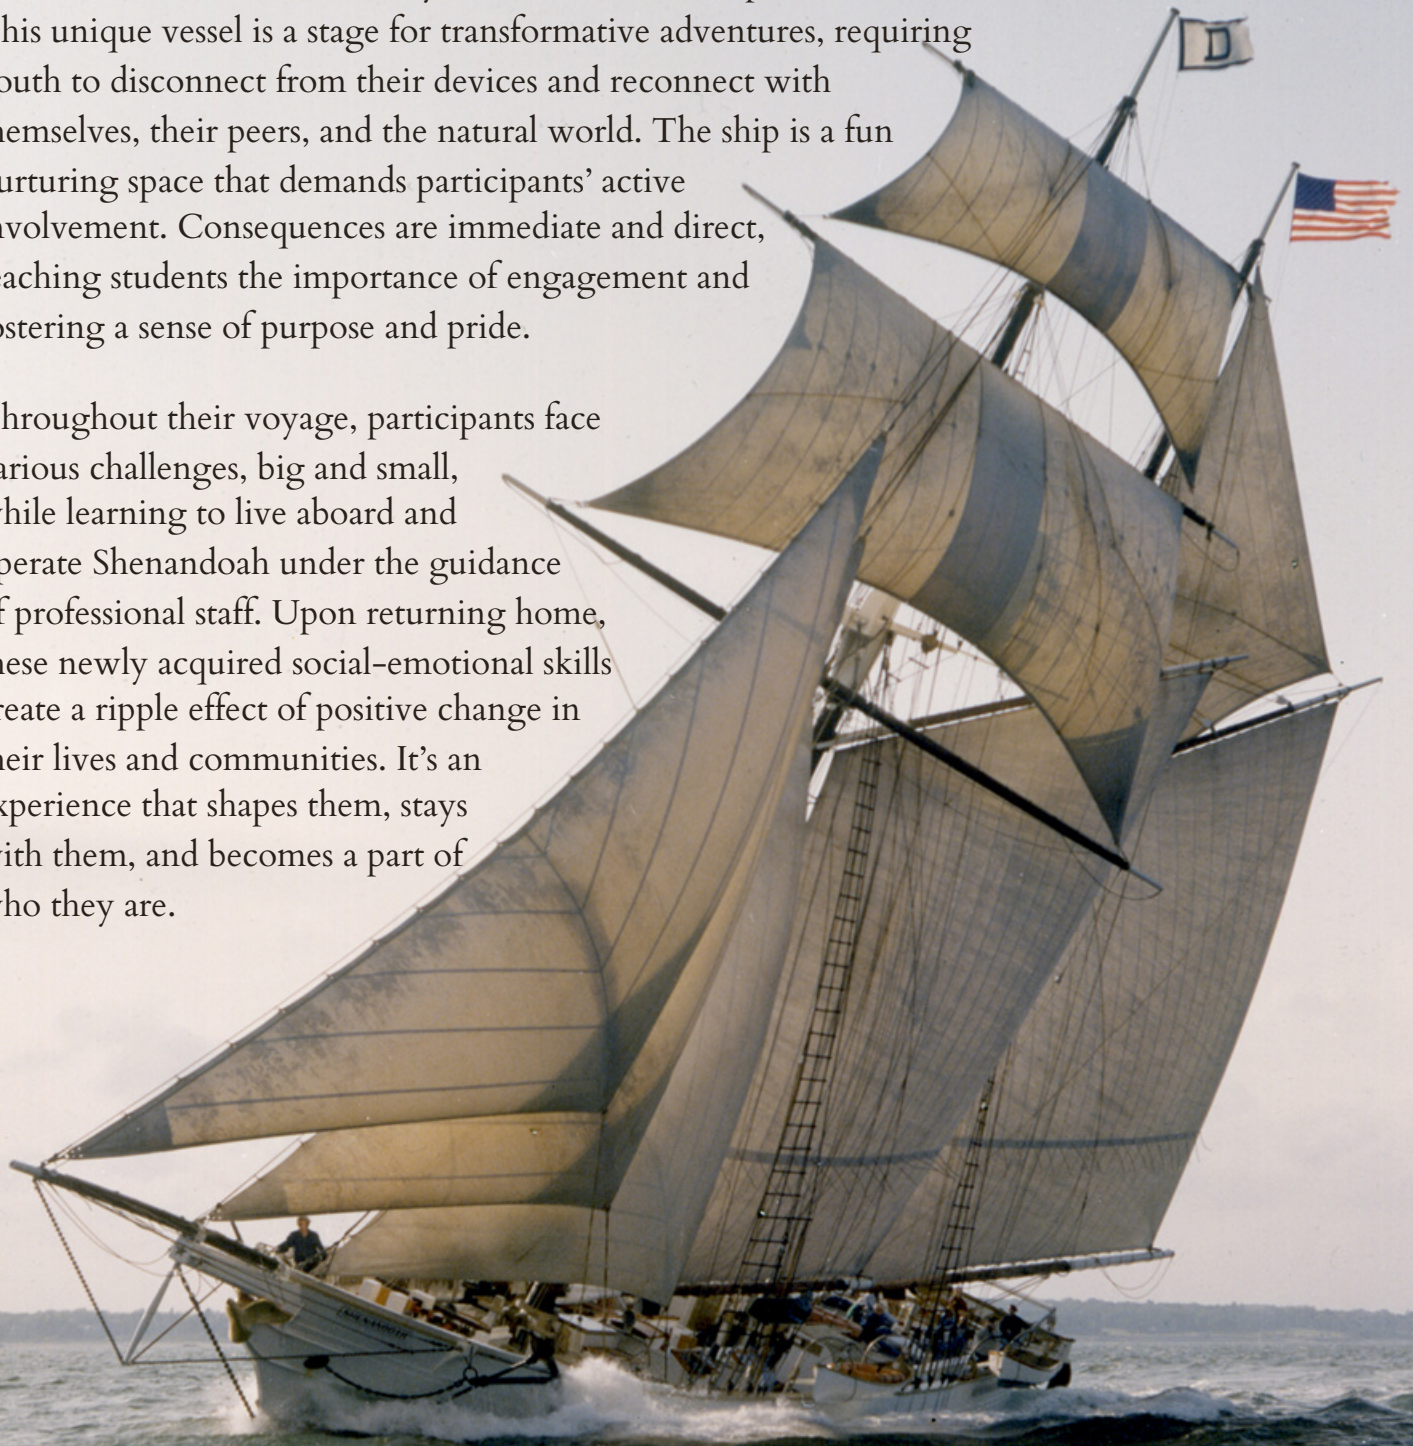 his unique vessel is a stage for transformative adventures, requiring
outh to disconnect from their devices and reconnect with
hemselves, their peers, and the natural world. The ship is a fun
urturing space that demands participants’ active
nvolvement. Consequences are immediate and direct,
eaching students the importance of engagement and
ostering a sense of purpose and pride.
hroughout their voyage, participants face
arious challenges, big and small,
hile learning to live aboard and
perate Shenandoah under the guidance
f professional staff. Upon returning home,
hese newly acquired social-emotional skills
reate a ripple effect of positive change in
heir lives and communities. It’s an
xperience that shapes them, stays
ith them, and becomes a part of
ho they are.
D
SHENANDOAH